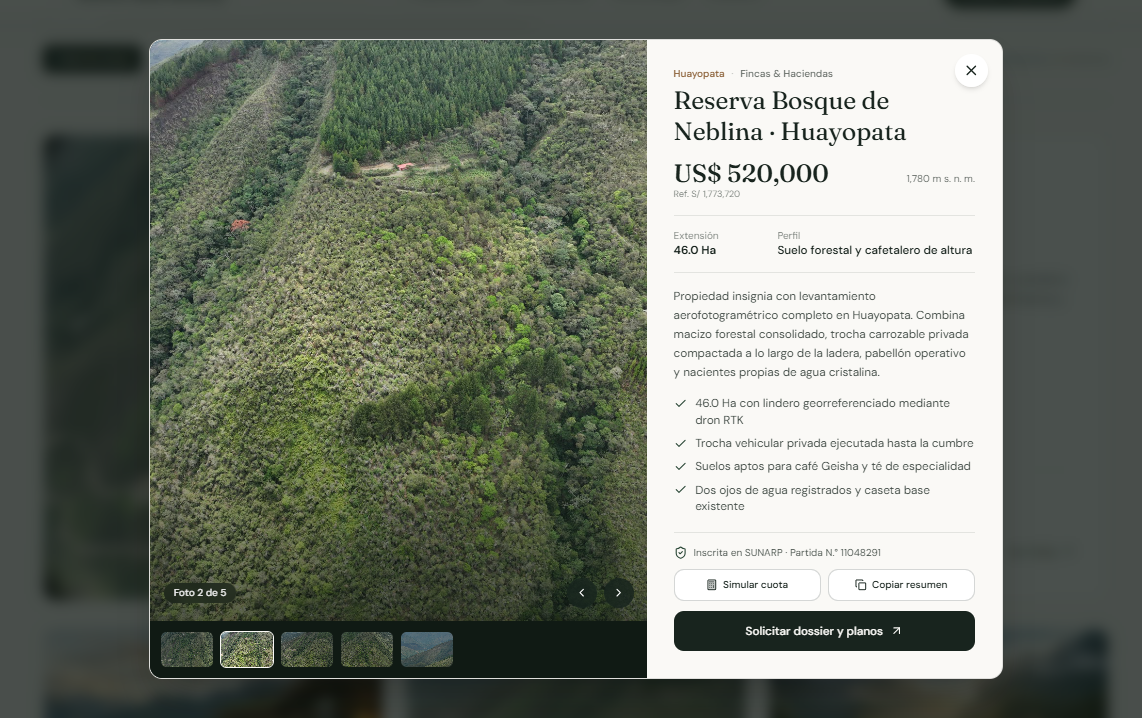 Huayopata · Fincas & Haciendas
Reserva Bosque de
Neblina · Huayopata
US$ 520,000
1,780 m s. n. m.
Ref. S/ 1,773,720
Extensión
46.0 Ha
Perfil
Suelo forestal y cafetalero de altura
Propiedad insignia con levantamiento
aerofotogramétrico completo en Huayopata. Combina
macizo forestal consolidado, trocha carrozable privada
compactada a lo largo de la ladera, pabellón operativo
y nacientes propias de agua cristalina.
46.0 Ha con lindero georreferenciado mediante
dron RTK
Trocha vehicular privada ejecutada hasta la cumbre
Suelos aptos para café Geisha y té de especialidad
Dos ojos de agua registrados y caseta base
existente
Inscrita en SUNARP · Partida N.° 11048291
Simular cuota
Copiar resumen
Solicitar dossier y planos
Foto 2 de 5